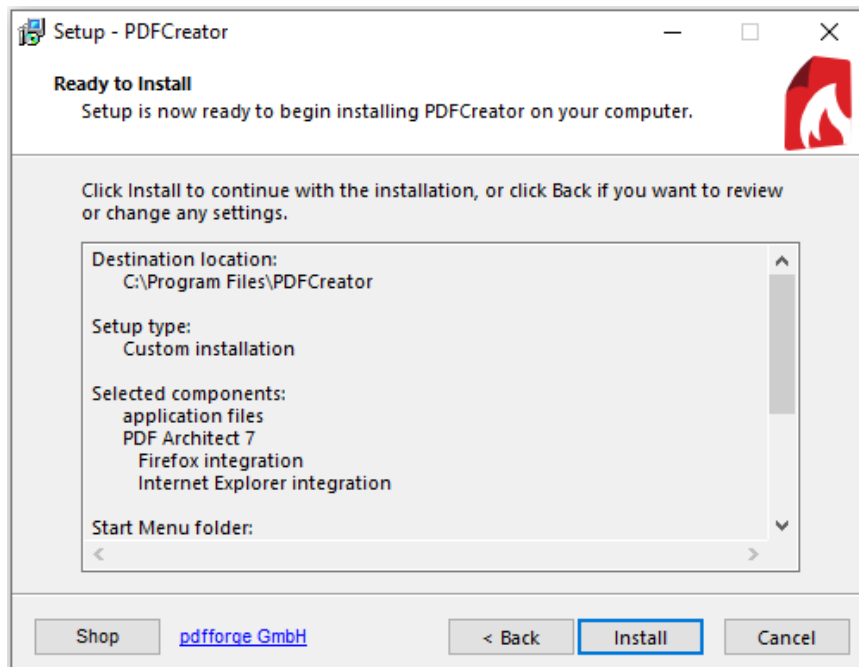 Setup - PDFCreator
Ready to Install
Setup is now ready to begin installing PDFCreator on your computer.
Click Install to continue with the installation, or click Back if you want to review
or change any settings.
Destination location:
C:\Program Files\PDFCreator
Setup type:
Custom installation
Selected components:
application files
PDF Architect 7
Firefox integration
Internet Explorer integration
Start Menu folder:
Shop
pdfforge GmbH
< Back
Install
Cancel